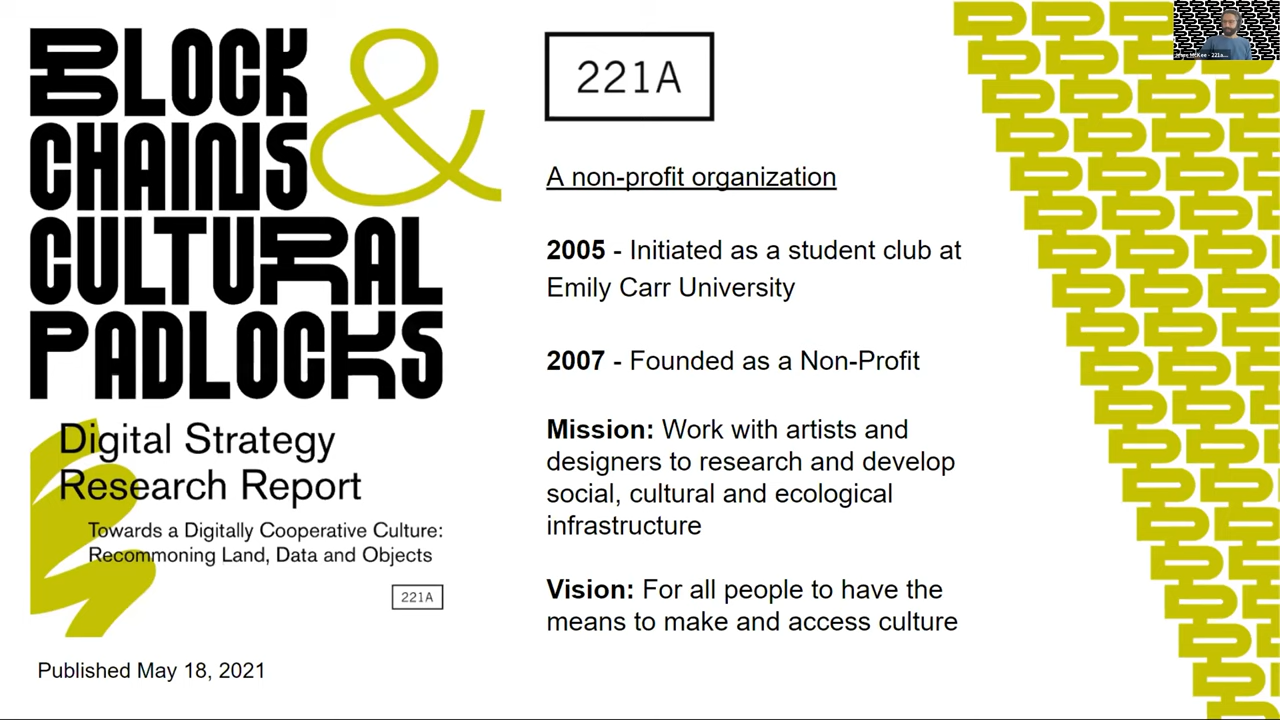 BLOCK
CHAINS &
CULTURAL
PADLOCKS
Digital Strategy
Research Report
Towards a Digitally Cooperative Culture:
Recommoning Land, Data and Objects
221A
Published May 18, 2021
221A
A non-profit organization
2005 - Initiated as a student club at
Emily Carr University
2007 - Founded as a Non-Profit
Mission: Work with artists and
designers to research and develop
social, cultural and ecological
infrastructure
Vision: For all people to have the
means to make and access culture
McKee - 221a...